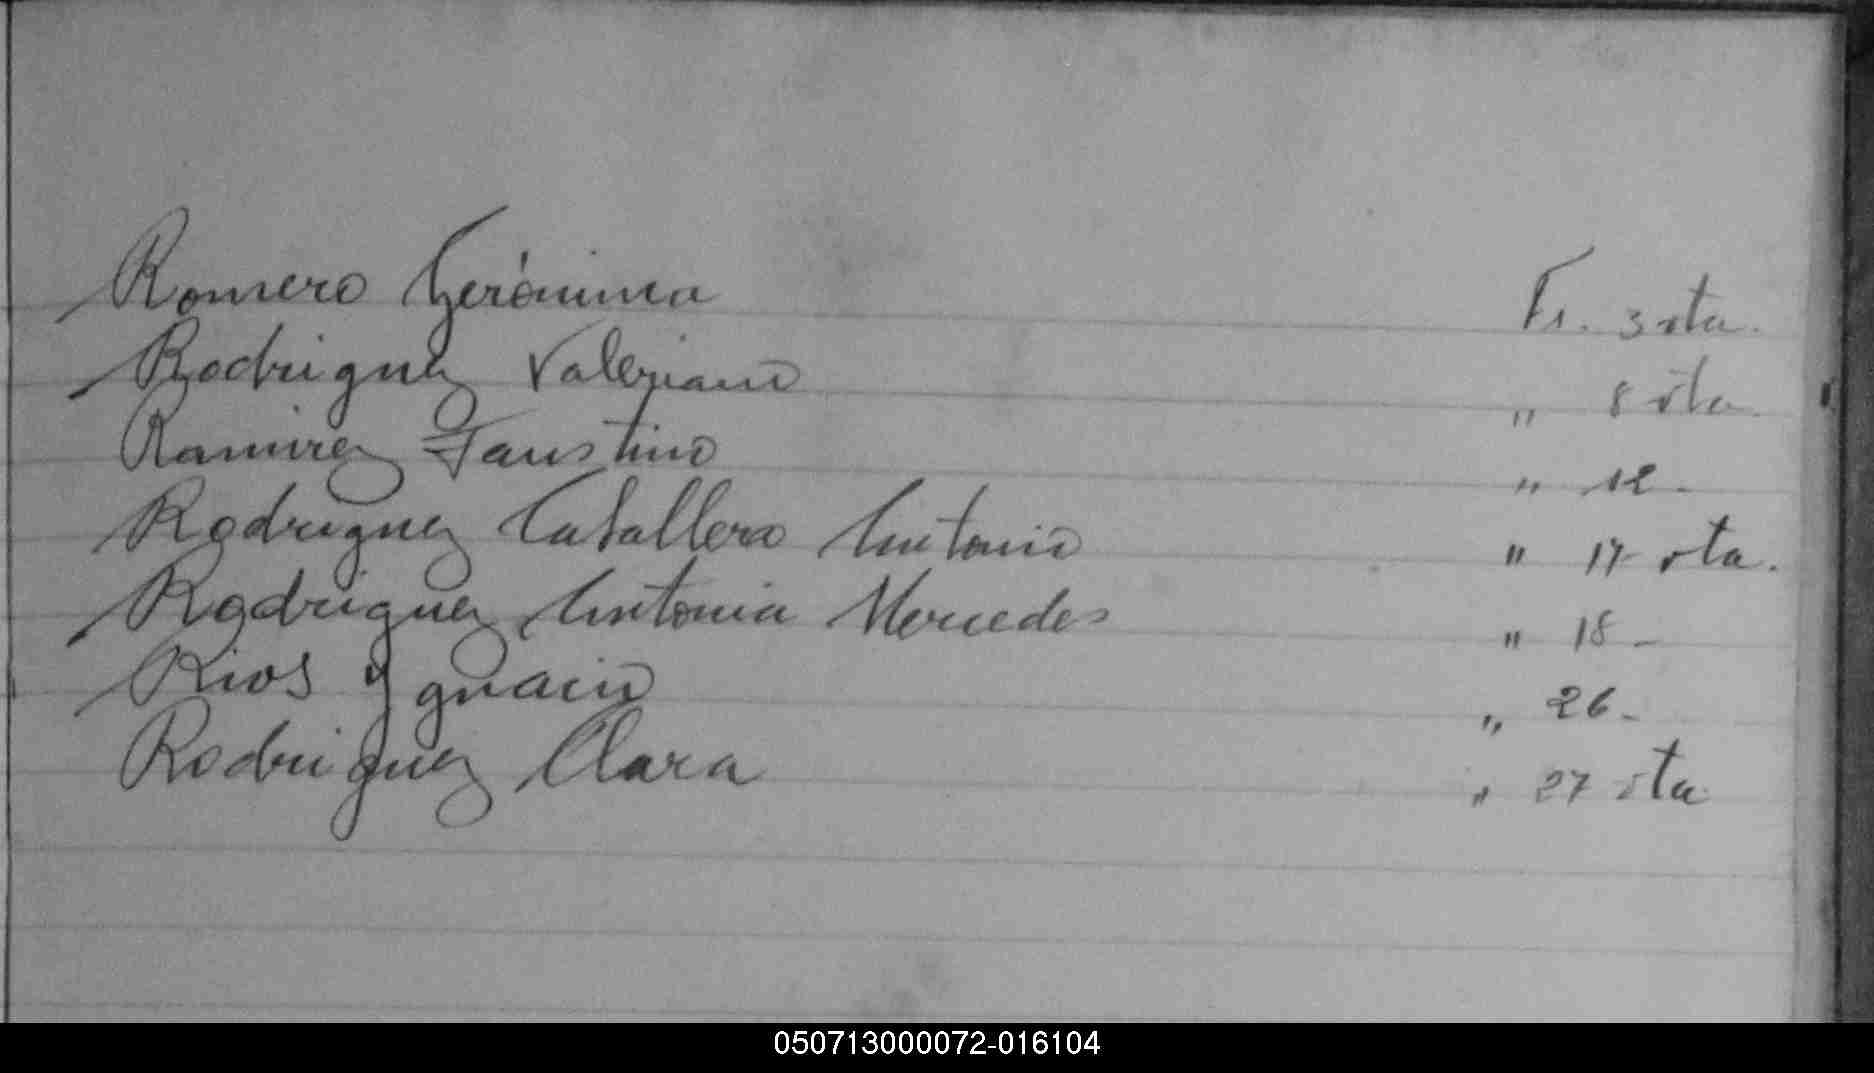 Romero Gerónima Fs. 3 vta.
Rodriguez Valeriano " 8 vta.
Ramirez Faustino " 12 -
Rodriguez Caballero Antonio " 17 vta.
Rodriguez Antonia Mercedes " 18 -
Rios Ygnacio " 26 -
Rodriguez Clara " 27 vta
050713000072-016104